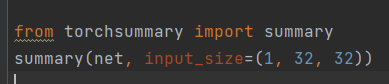 from torchsummary import summary
summary(net, input_size=(1, 32, 32))